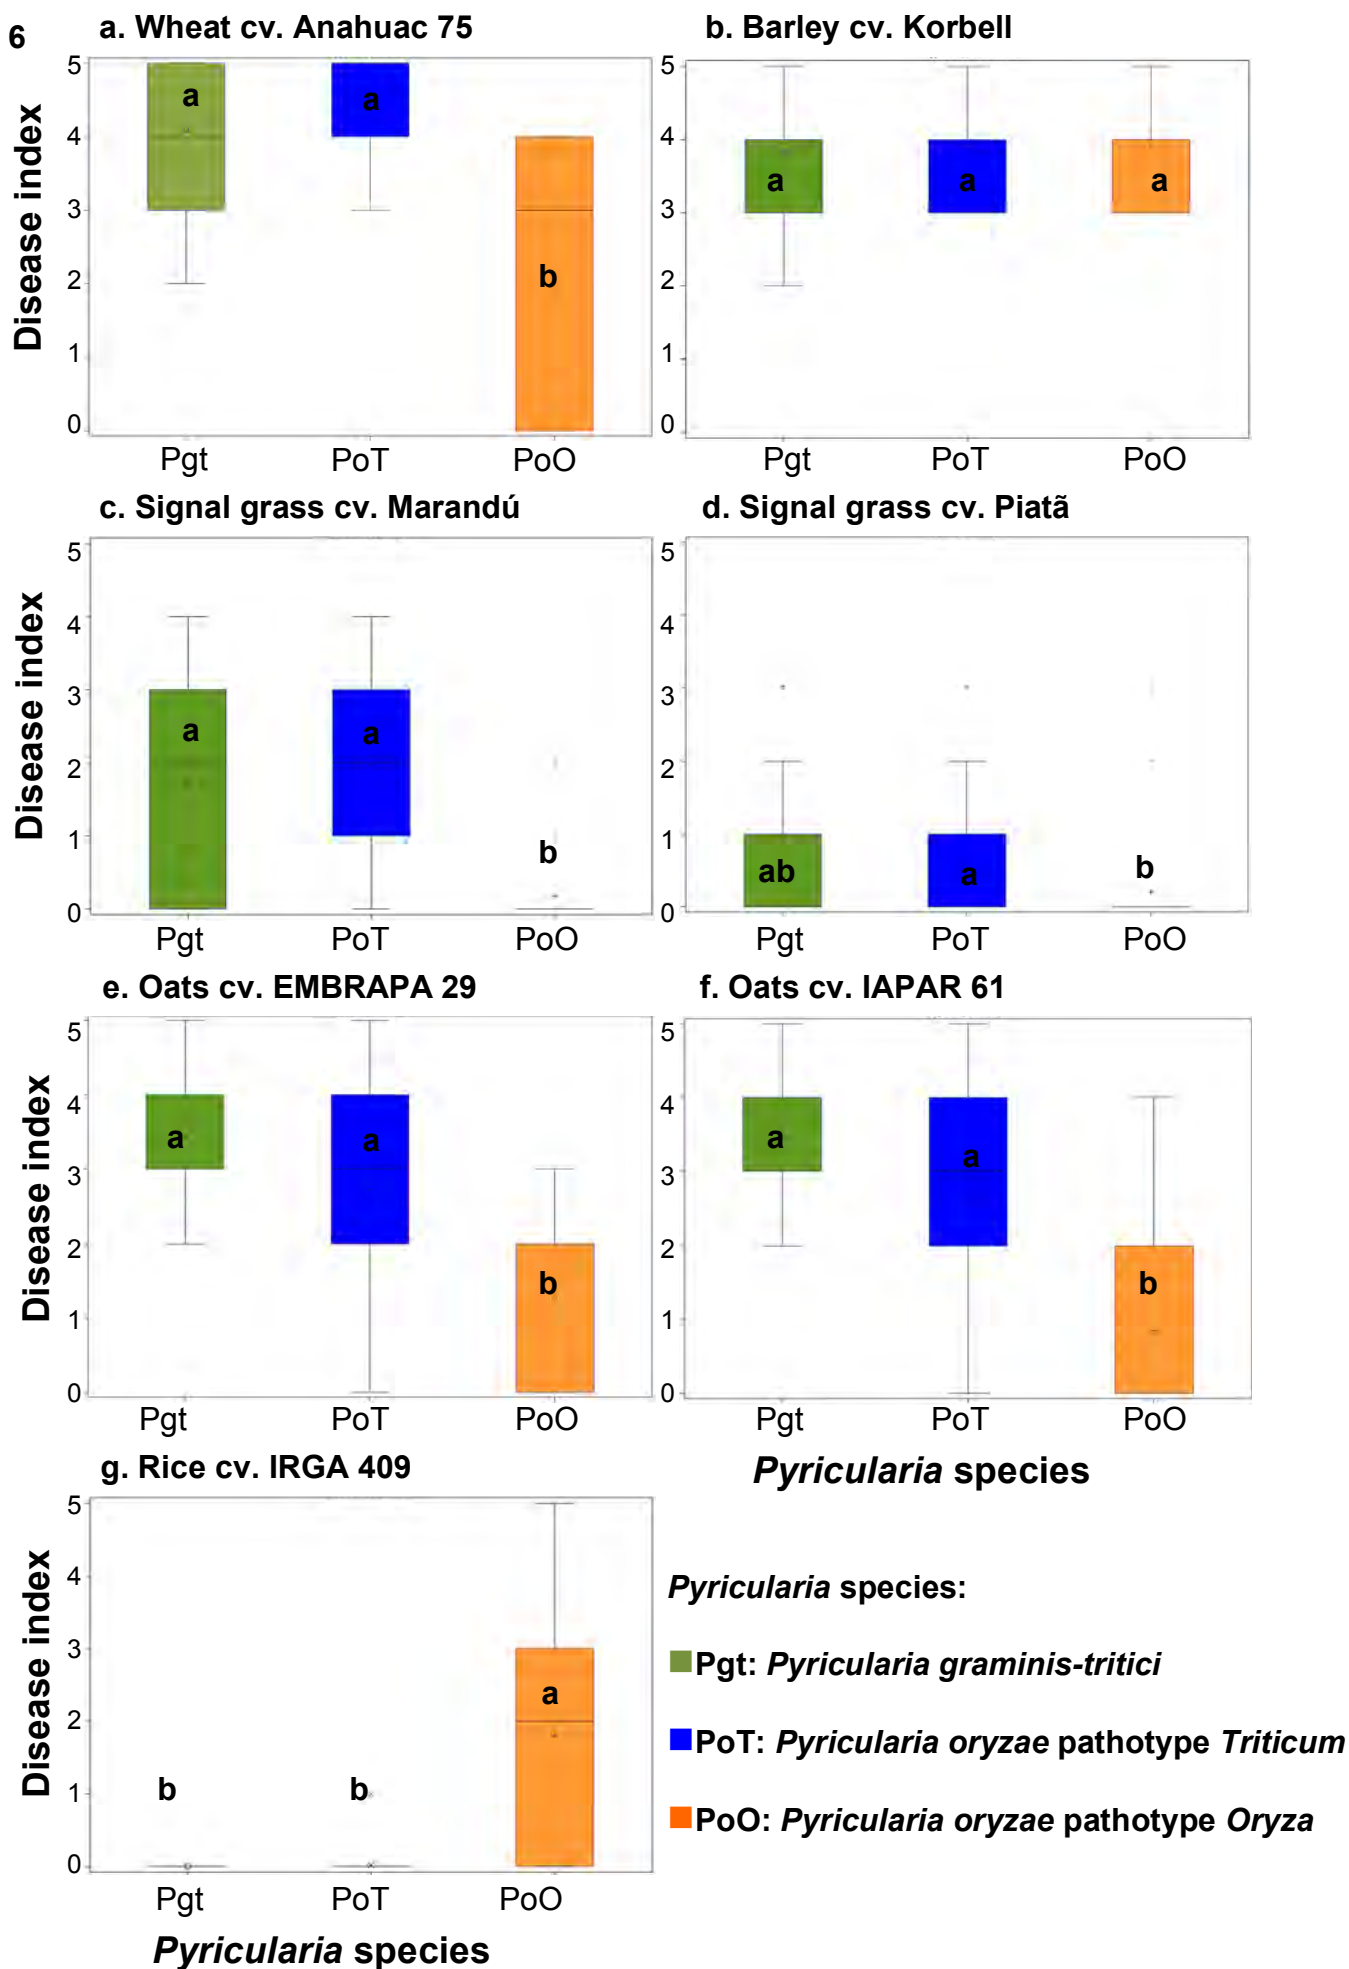 6
a. Wheat cv. Anahuac 75
b. Barley cv. Korbell
Disease index
5
4
3
2
1
0
a
a
b
Pgt
PoT
PoO
5
4
3
2
1
0
a
a
a
Pgt
PoT
PoO
c. Signal grass cv. Marandú
d. Signal grass cv. Piatã
Disease index
5
4
3
2
1
0
a
a
b
Pgt
PoT
PoO
5
4
3
2
1
0
ab
a
b
Pgt
PoT
PoO
e. Oats cv. EMBRAPA 29
f. Oats cv. IAPAR 61
Disease index
5
4
3
2
1
0
a
a
b
Pgt
PoT
PoO
5
4
3
2
1
0
a
a
b
Pgt
PoT
PoO
Pyricularia species
g. Rice cv. IRGA 409
Disease index
5
4
3
2
1
0
b
b
a
Pgt
PoT
PoO
Pyricularia species
Pyricularia species:
Pgt: Pyricularia graminis-tritici
PoT: Pyricularia oryzae pathotype Triticum
PoO: Pyricularia oryzae pathotype Oryza